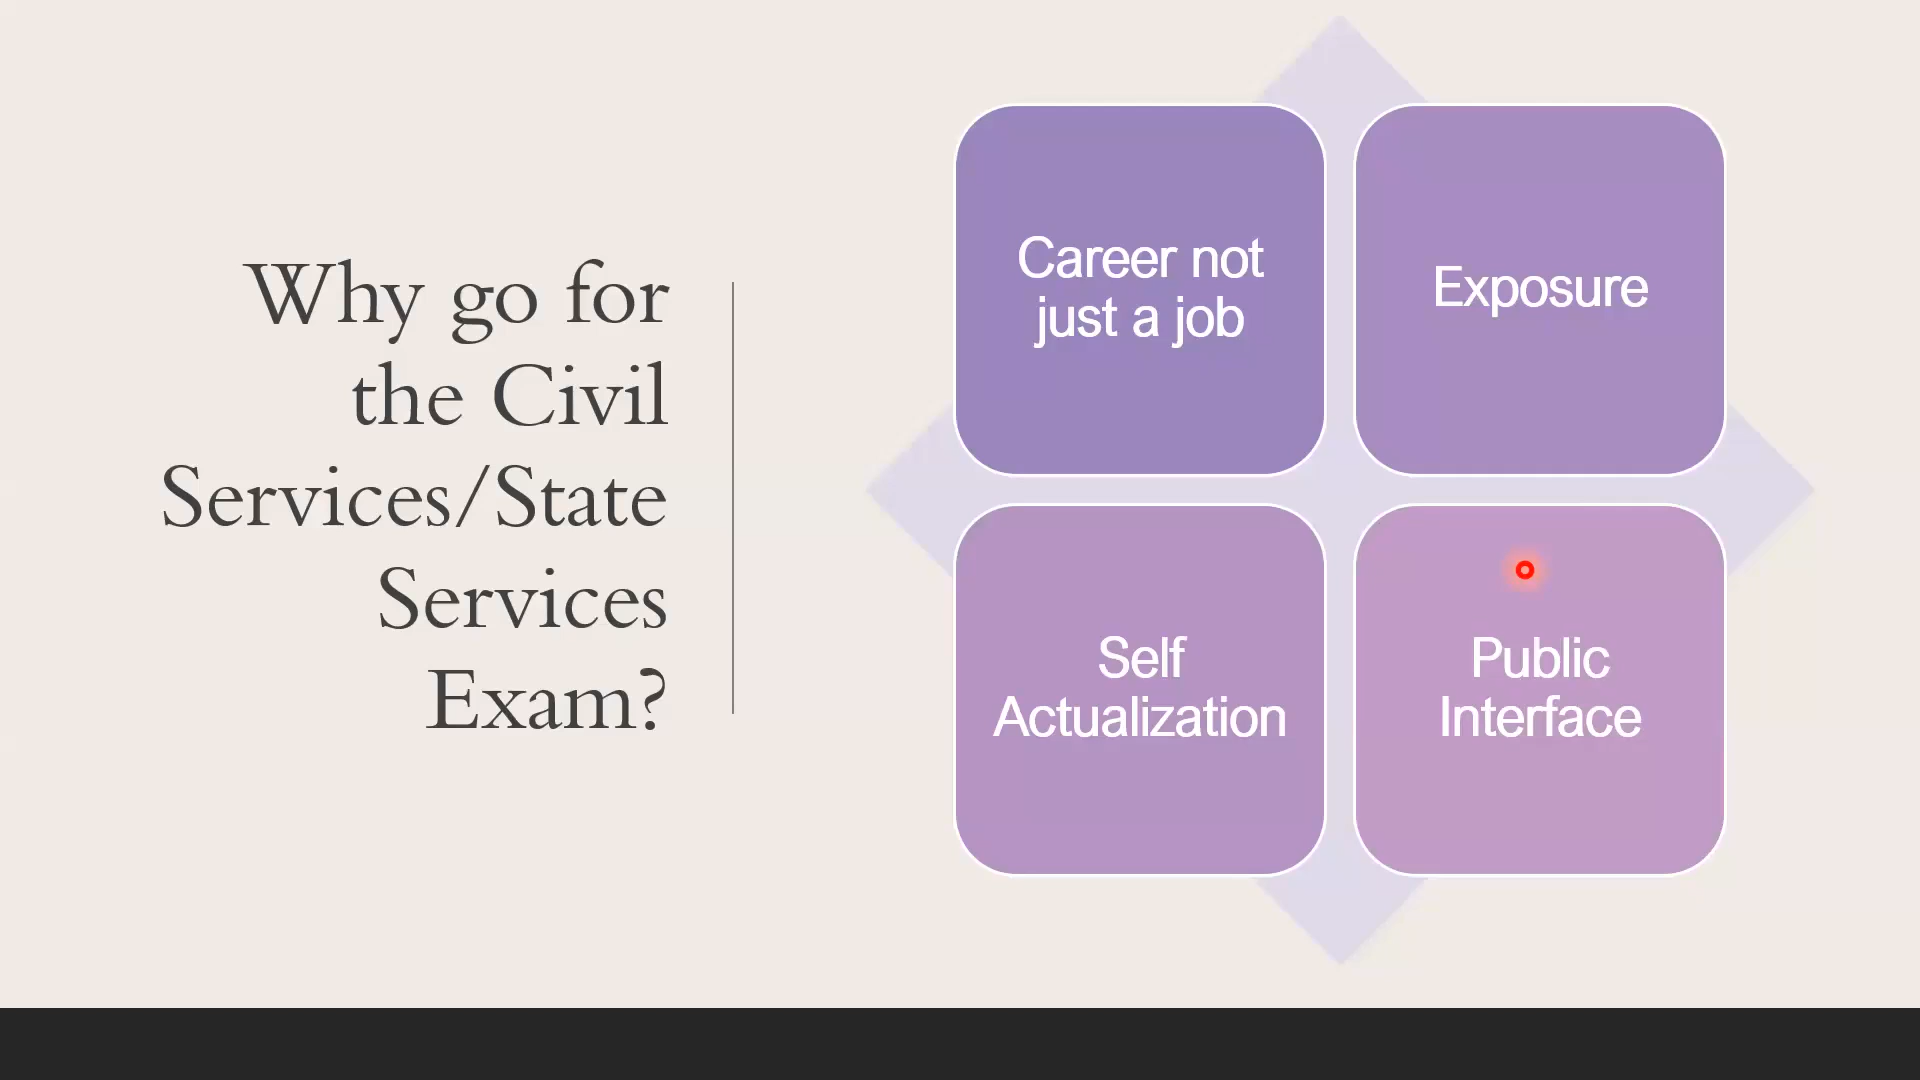 Why go for
the Civil
Services/State
Services
Exam?
Career not
just a job
Exposure
Self
Actualization
Public
Interface